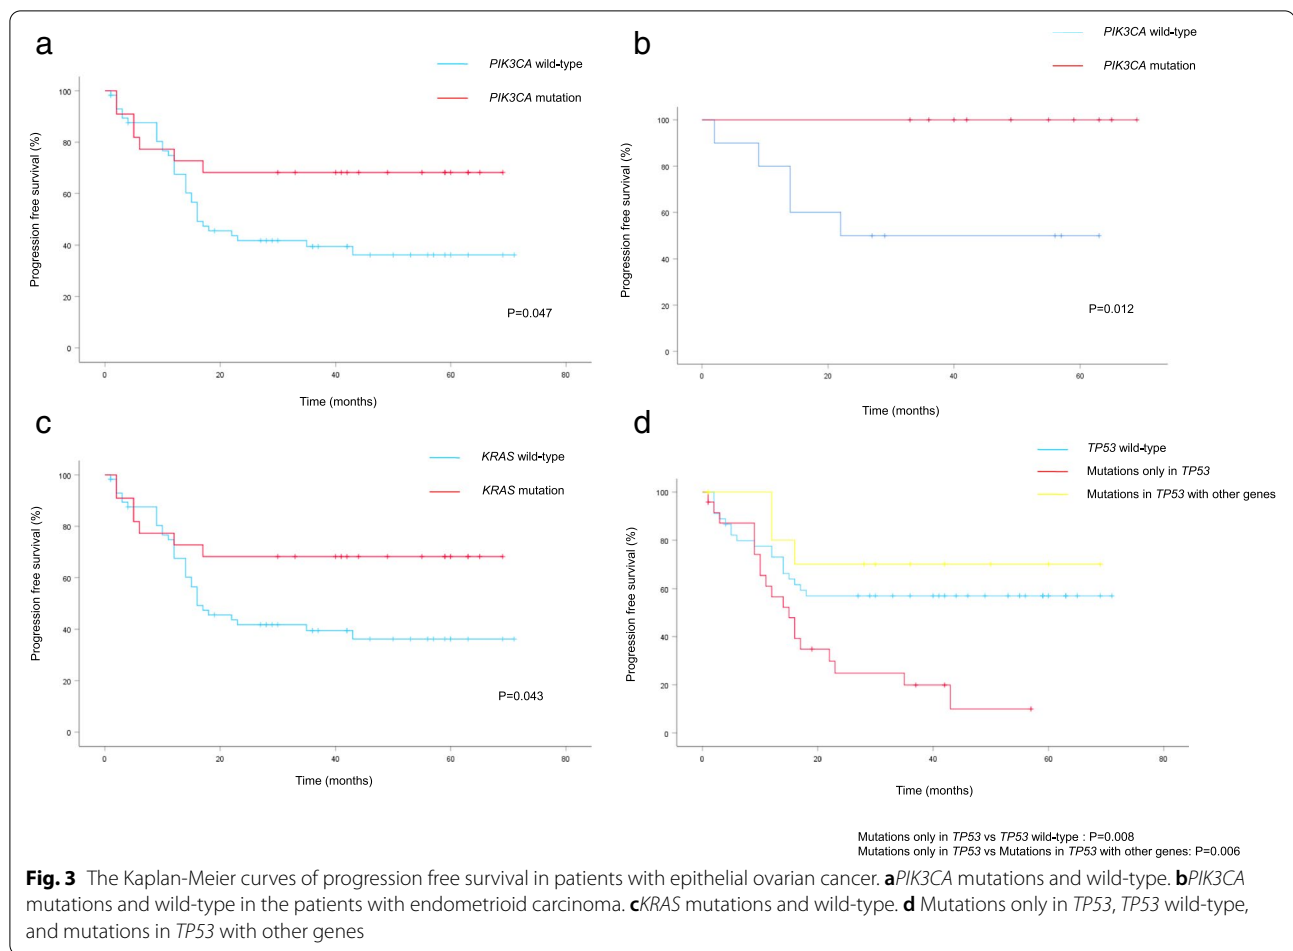 a
PIK3CA wild-type
PIK3CA mutation
Progression free survival (%)
100
80
60
40
20
0
P=0.047
0 20 40 60 80
Time (months)
b
PIK3CA wild-type
PIK3CA mutation
Progression free survival (%)
100
80
60
40
20
0
P=0.012
0 20 40 60
Time (months)
c
KRAS wild-type
KRAS mutation
Progression free survival (%)
100
80
60
40
20
0
P=0.043
0 20 40 60 80
Time (months)
d
TP53 wild-type
Mutations only in TP53
Mutations in TP53 with other genes
Progression free survival (%)
100
80
60
40
20
0
0 20 40 60 80
Time (months)
Mutations only in TP53 vs TP53 wild-type : P=0.008
Mutations only in TP53 vs Mutations in TP53 with other genes: P=0.006
Fig. 3 The Kaplan-Meier curves of progression free survival in patients with epithelial ovarian cancer. aPIK3CA mutations and wild-type. bPIK3CA
mutations and wild-type in the patients with endometrioid carcinoma. cKRAS mutations and wild-type. d Mutations only in TP53, TP53 wild-type,
and mutations in TP53 with other genes